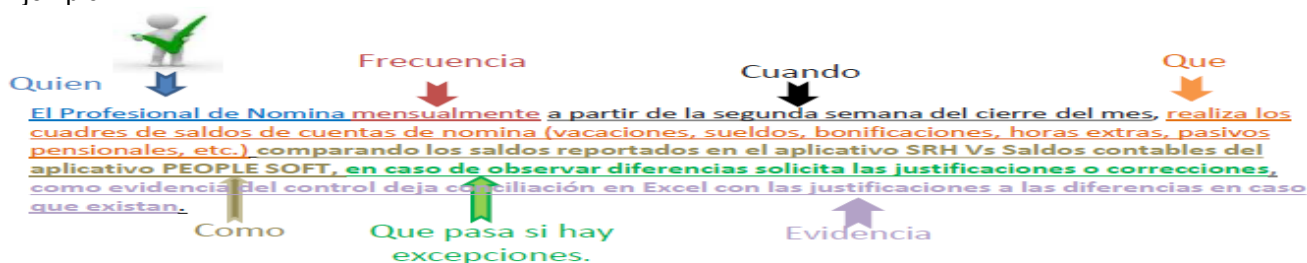 Frecuencia
Cuando
Que
Quien
El Profesional de Nomina mensualmente a partir de la segunda semana del cierre del mes, realiza los
cuadres de saldos de cuentas de nomina (vacaciones, sueldos, bonificaciones, horas extras, pasivos
pensionales, etc.) comparando los saldos reportados en el aplicativo SRH Vs Saldos contables del
aplicativo PEOPLE SOFT, en caso de observar diferencias solicita las justificaciones o correcciones,
como evidencia del control deja conciliación en Excel con las justificaciones a las diferencias en caso
que existan.
Como
Que pasa si hay
excepciones.
Evidencia